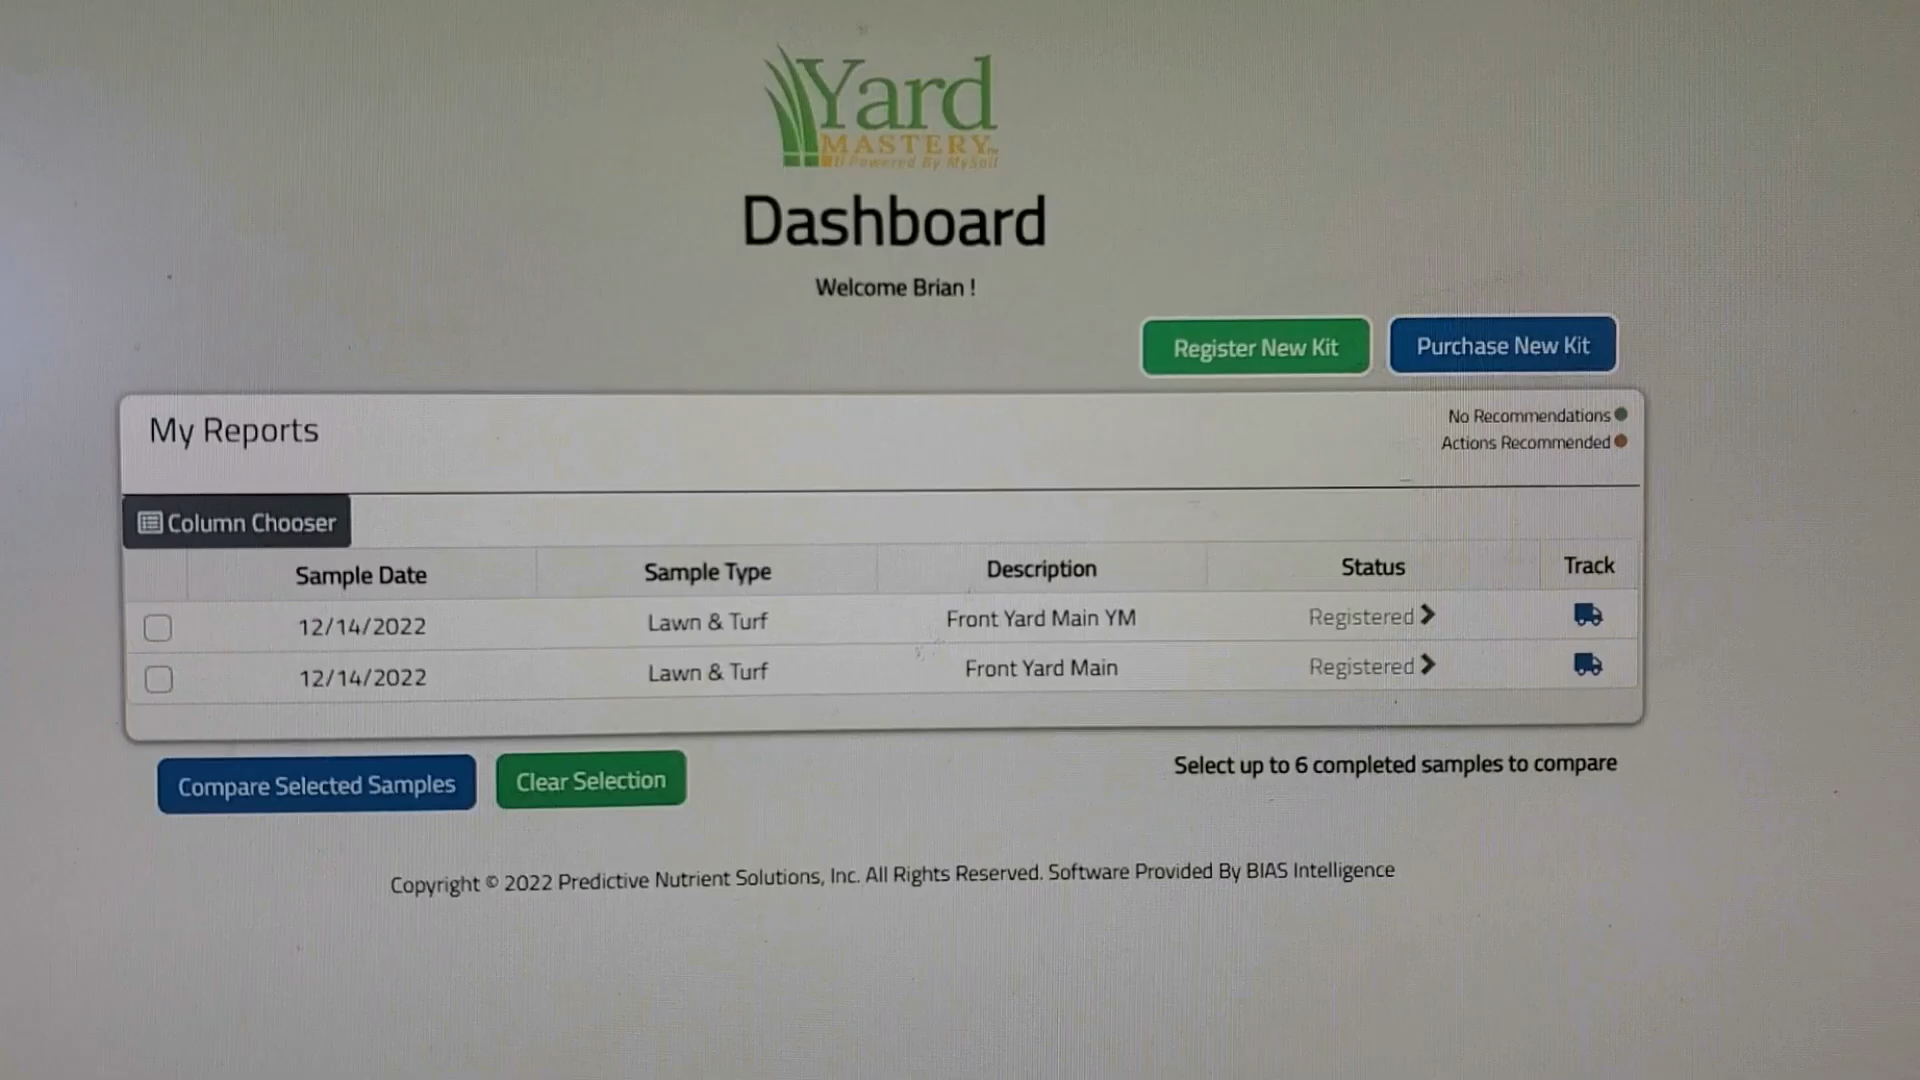 Yard
MASTERY
Powered By MySoil
Dashboard
Welcome Brian !
Register New Kit
Purchase New Kit
My Reports
No Recommendations
Actions Recommended
Column Chooser
Sample Date Sample Type Description Status Track
12/14/2022 Lawn & Turf Front Yard Main YM Registered
12/14/2022 Lawn & Turf Front Yard Main Registered
Compare Selected Samples
Clear Selection
Select up to 6 completed samples to compare
Copyright © 2022 Predictive Nutrient Solutions, Inc. All Rights Reserved. Software Provided By BIAS Intelligence